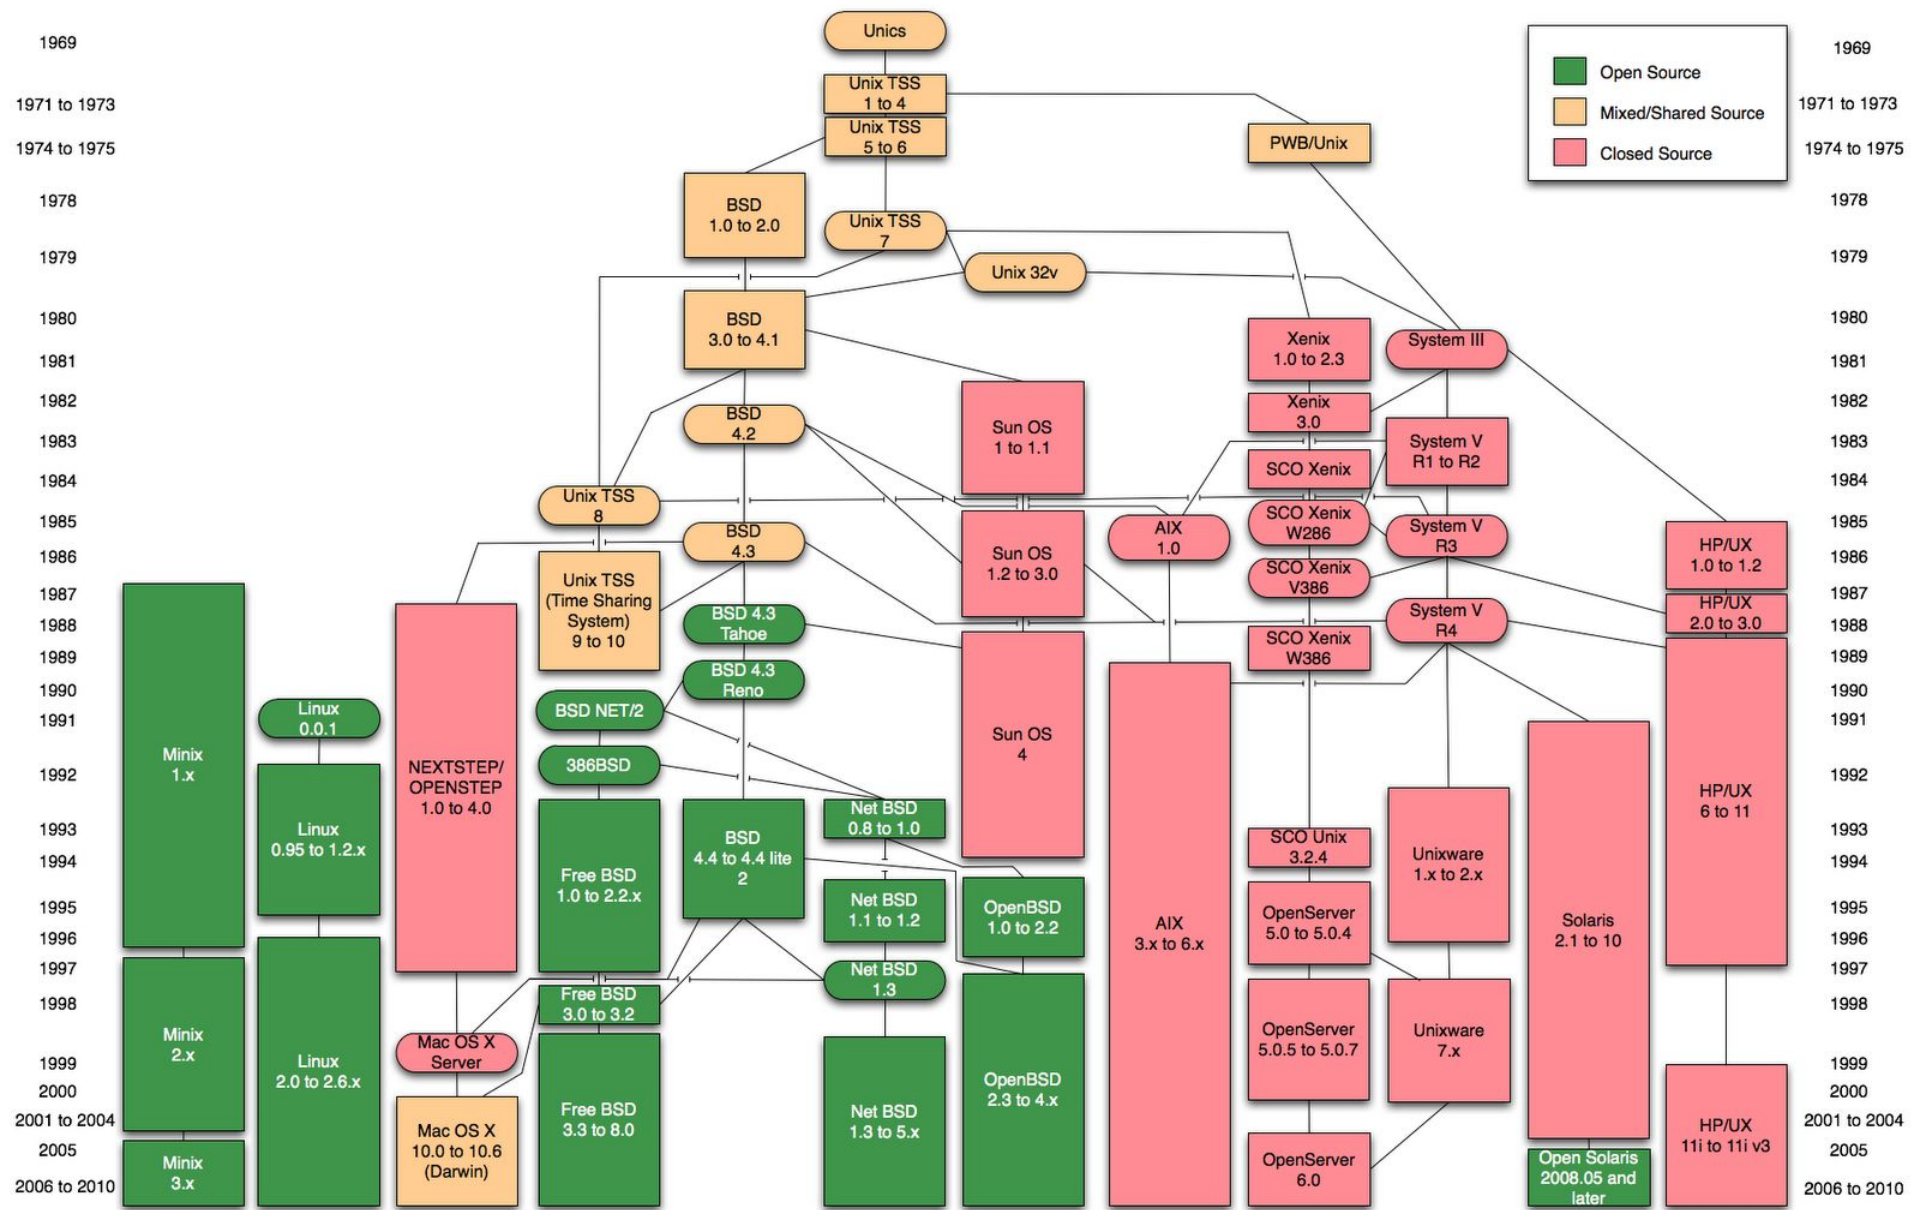 Unics
1969
1969
Open Source
Unix TSS
1 to 4
1971 to 1973
Mixed/Shared Source
1971 to 1973
Unix TSS
5 to 6
PWB/Unix
1974 to 1975
Closed Source
1974 to 1975
1978
BSD
1.0 to 2.0
Unix TSS
7
1978
1979
Unix 32v
1979
1980
BSD
3.0 to 4.1
Xenix
1.0 to 2.3
System III
1980
1981
1981
1982
BSD
4.2
Xenix
3.0
1982
1983
Sun OS
1 to 1.1
System V
R1 to R2
1983
SCO Xenix
1984
1984
Unix TSS
8
SCO Xenix
W286
1985
AIX
1.0
System V
R3
1985
BSD
4.3
1986
Sun OS
1.2 to 3.0
HP/UX
1.0 to 1.2
1986
Unix TSS
(Time Sharing
System)
9 to 10
SCO Xenix
V386
1987
1987
BSD 4.3
Tahoe
System V
R4
HP/UX
2.0 to 3.0
1988
1988
SCO Xenix
W386
1989
1989
BSD 4.3
Reno
1990
1990
BSD NET/2
Linux
0.0.1
1991
1991
Minix
1.x
Sun OS
4
386BSD
NEXTSTEP/
OPENSTEP
1.0 to 4.0
1992
1992
HP/UX
6 to 11
Net BSD
0.8 to 1.0
1993
Linux
0.95 to 1.2.x
BSD
4.4 to 4.4 lite
2
SCO Unix
3.2.4
1993
1994
Unixware
1.x to 2.x
1994
Free BSD
1.0 to 2.2.x
1995
Net BSD
1.1 to 1.2
OpenBSD
1.0 to 2.2
AIX
3.x to 6.x
OpenServer
5.0 to 5.0.4
Solaris
2.1 to 10
1995
1996
1996
1997
Net BSD
1.3
1997
1998
Free BSD
3.0 to 3.2
1998
Minix
2.x
Mac OS X
Server
OpenServer
5.0.5 to 5.0.7
Unixware
7.x
1999
Linux
2.0 to 2.6.x
1999
2000
OpenBSD
2.3 to 4.x
2000
2001 to 2004
Free BSD
3.3 to 8.0
Net BSD
1.3 to 5.x
2001 to 2004
Mac OS X
10.0 to 10.6
(Darwin)
HP/UX
11i to 11i v3
2005
2005
Minix
3.x
OpenServer
6.0
Open Solaris
2008.05 and
later
2006 to 2010
2006 to 2010